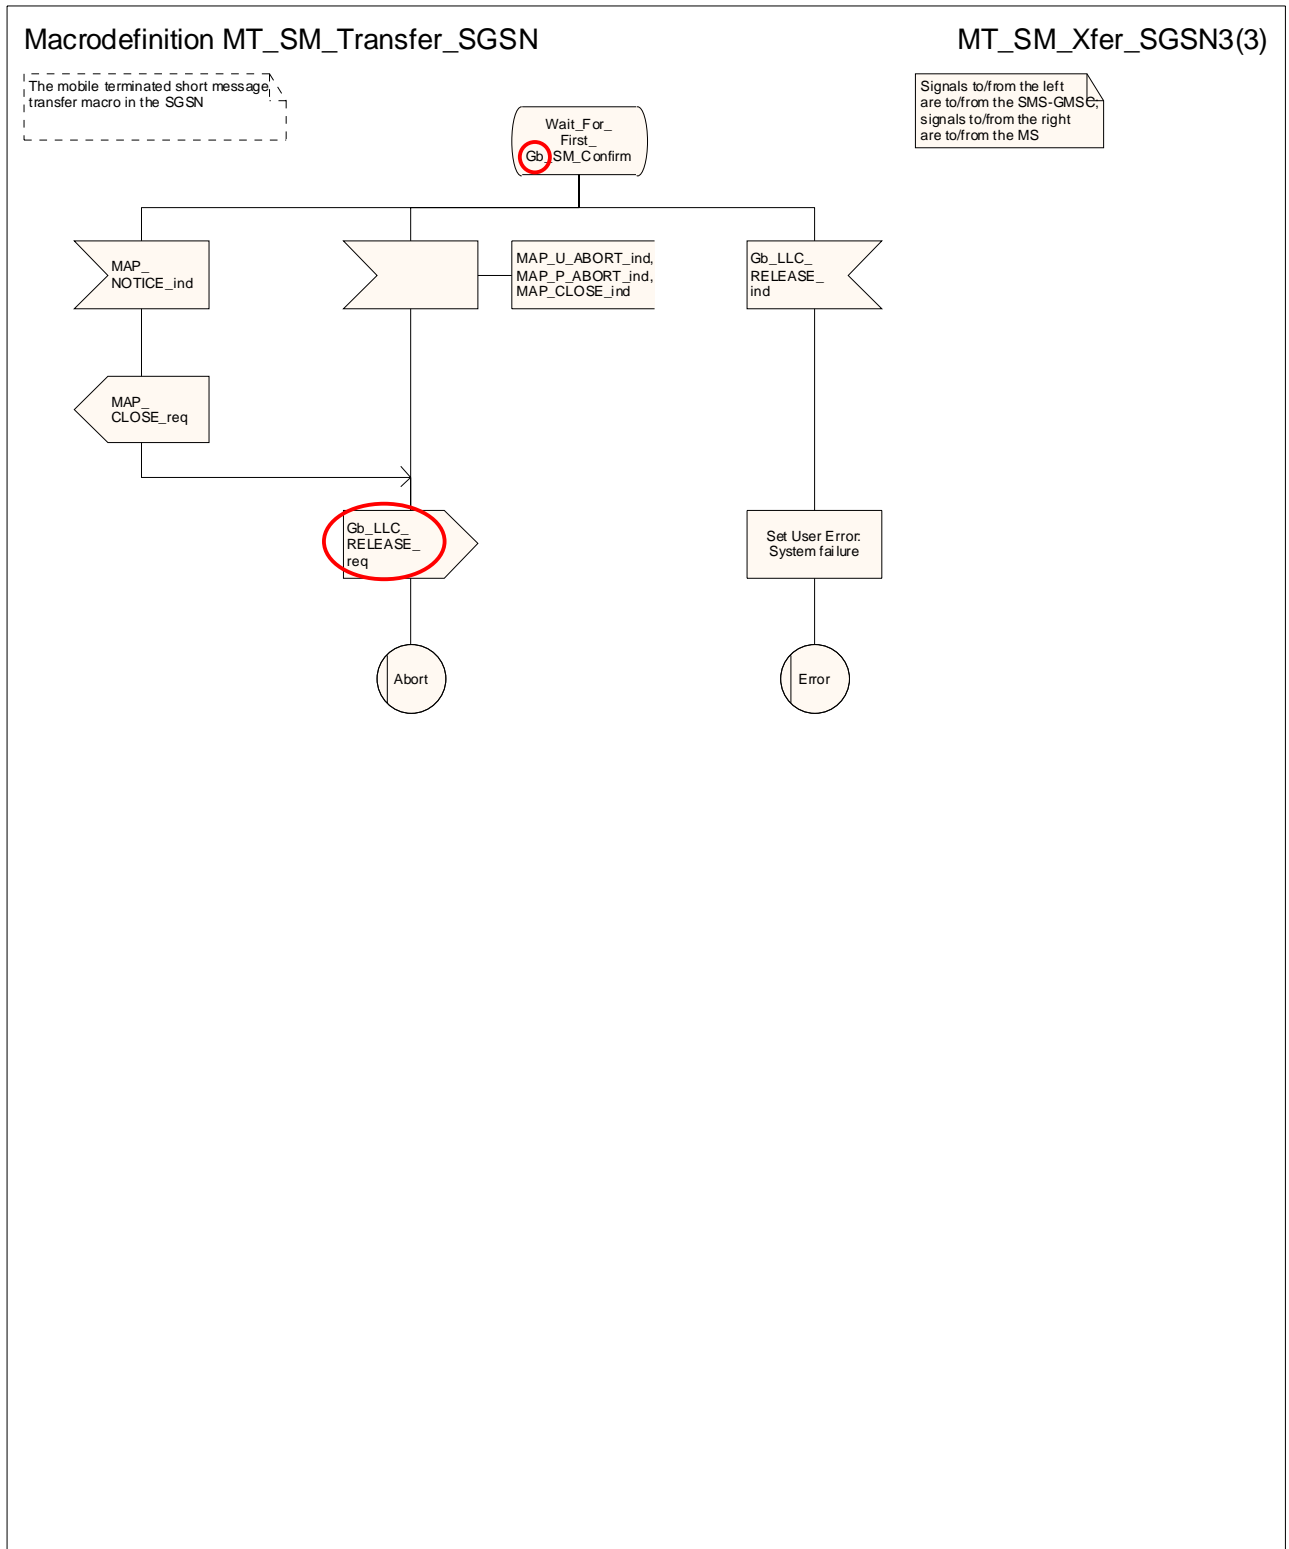 Macrodefinition MT_SM_Transfer_SGSN
MT_SM_Xfer_SGSN3(3)
The mobile terminated short message
transfer macro in the SGSN
Signals to/from the left
are to/from the SMS-GMSC;
signals to/from the right
are to/from the MS
Wait_For_
First_
Gb_SM_Confirm
MAP_
NOTICE_ind
MAP_U_ABORT_ind,
MAP_P_ABORT_ind,
MAP_CLOSE_ind
Gb_LLC_
RELEASE_
ind
MAP_
CLOSE_req
Gb_LLC_
RELEASE_
req
Set User Error:
System failure
Abort
Error